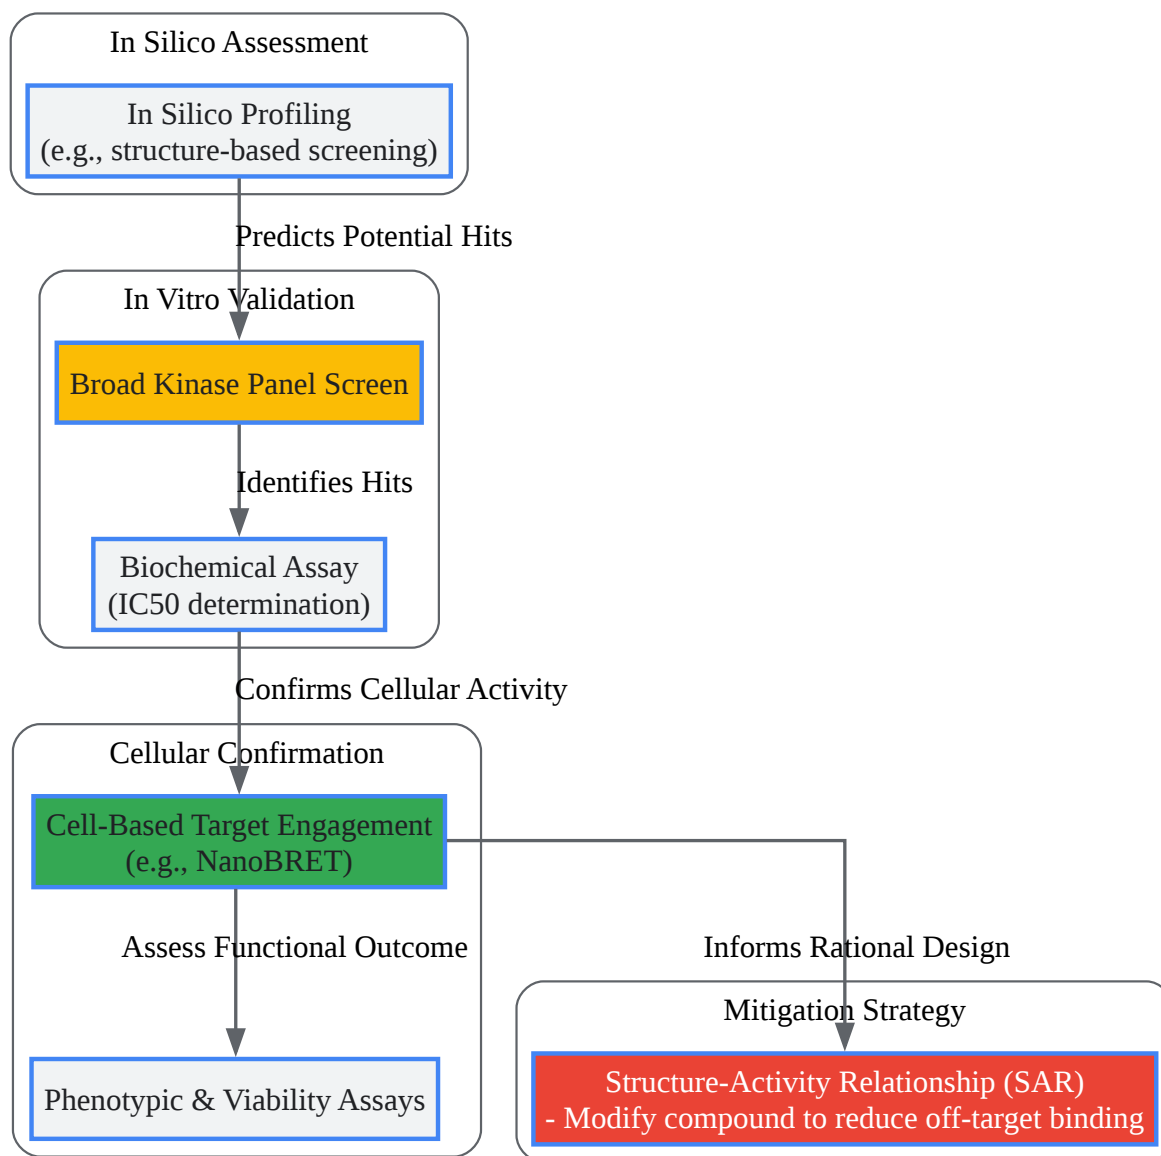 In Silico Assessment
In Silico Profiling
(e.g., structure-based screening)
Predicts Potential Hits
In Vitro Validation
Broad Kinase Panel Screen
Identifies Hits
Biochemical Assay
(IC50 determination)
Confirms Cellular Activity
Cellular Confirmation
Cell-Based Target Engagement
(e.g., NanoBRET)
Assess Functional Outcome
Informs Rational Design
Mitigation Strategy
Phenotypic & Viability Assays
Structure-Activity Relationship (SAR)
- Modify compound to reduce off-target binding